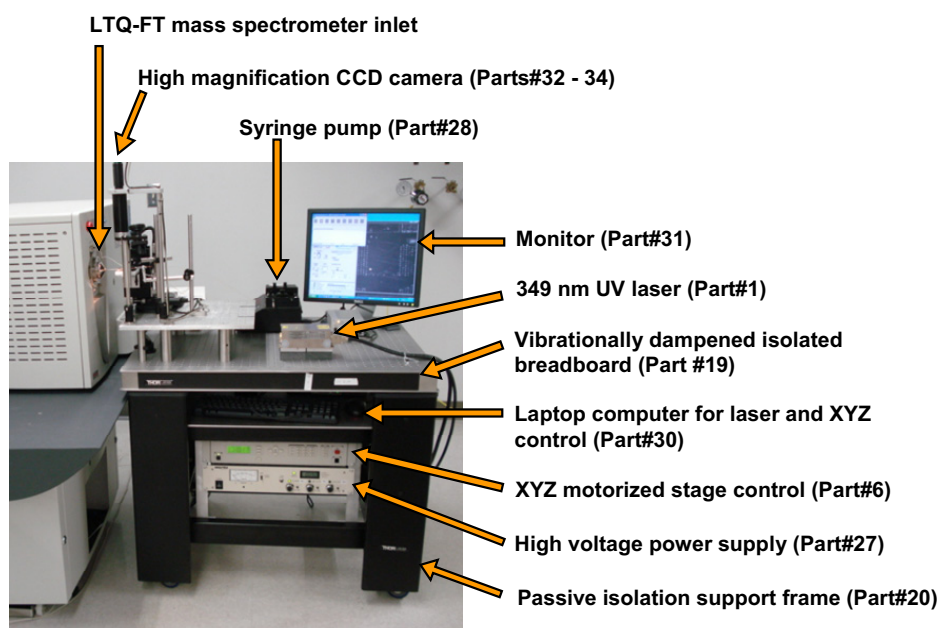 LTQ-FT mass spectrometer inlet
High magnification CCD camera (Parts#32 - 34)
Syringe pump (Part#28)
Monitor (Part#31)
349 nm UV laser (Part#1)
Vibrationally dampened isolated
breadboard (Part #19)
Laptop computer for laser and XYZ
control (Part#30)
XYZ motorized stage control (Part#6)
High voltage power supply (Part#27)
Passive isolation support frame (Part#20)
THORLABS
THORLABS